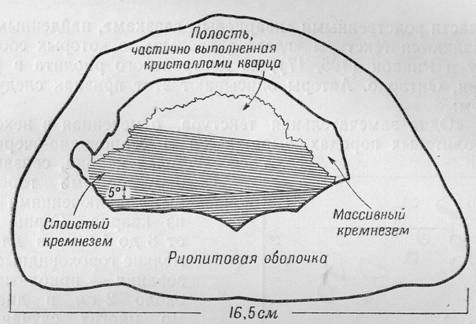 Полость,
частично выполненная
кристаллами кварца
5°
Слоистый
кремнезем
Массивный
кремнезем
Риолитовая оболочка
16,5 см